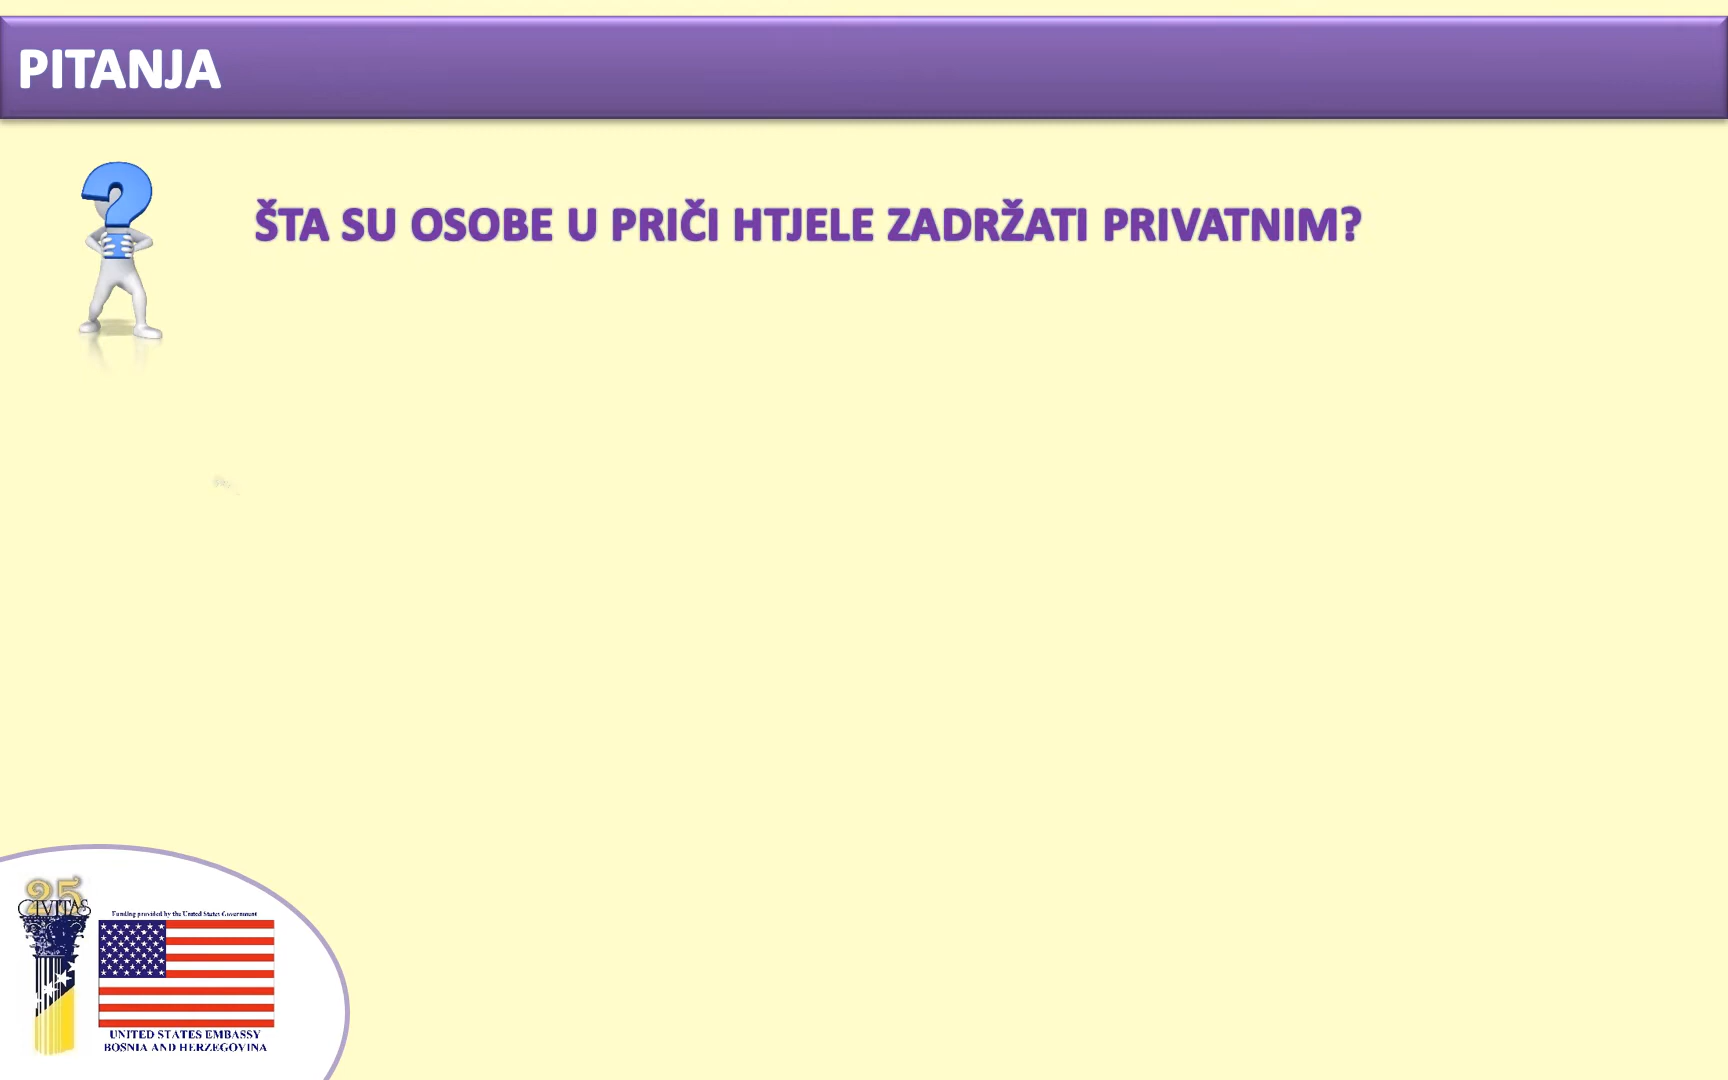 PITANJA
ŠTA SU OSOBE U PRIČI HTJELE ZADRŽATI PRIVATNIM?
25
CIVITAS
Funding provided by the United States Government
UNITED STATES EMBASSY
BOSNIA AND HERZEGOVINA